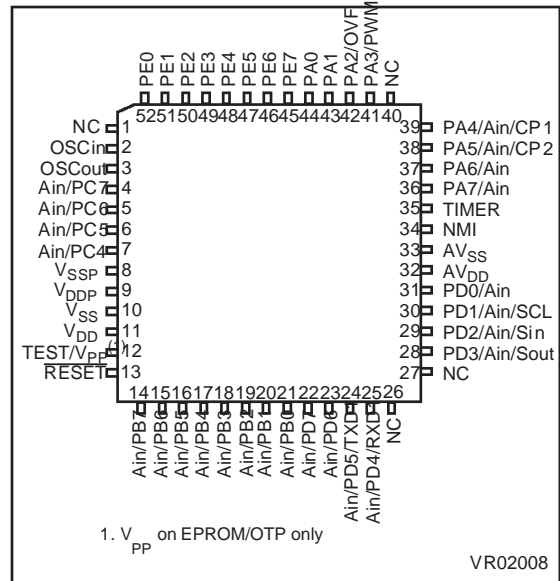 PE0
PE1
PE2
PE3
PE4
PE5
PE6
PE7
PA0
PA1
PA2/OVF
PA3/PWM
NC
52 51 50 49 48 47 46 45 44 43 42 41 40
NC 1
OSCin 2
OSCout 3
Ain/PC7 4
Ain/PC6 5
Ain/PC5 6
Ain/PC4 7
VSSP 8
VDDP 9
VSS 10
VDD 11
TEST/VPP(1) 12
RESET 13
39 PA4/Ain/CP1
38 PA5/Ain/CP2
37 PA6/Ain
36 PA7/Ain
35 TIMER
34 NMI
33 AVSS
32 AVDD
31 PD0/Ain
30 PD1/Ain/SCL
29 PD2/Ain/Sin
28 PD3/Ain/Sout
27 NC
14 15 16 17 18 19 20 21 22 23 24 25 26
Ain/PB7
Ain/PB6
Ain/PB5
Ain/PB4
Ain/PB3
Ain/PB2
Ain/PB1
Ain/PB0
Ain/PD7
Ain/PD6
Ain/PD5/TXD1
Ain/PD4/RXD1
NC
1. VPP on EPROM/OTP only
VR02008